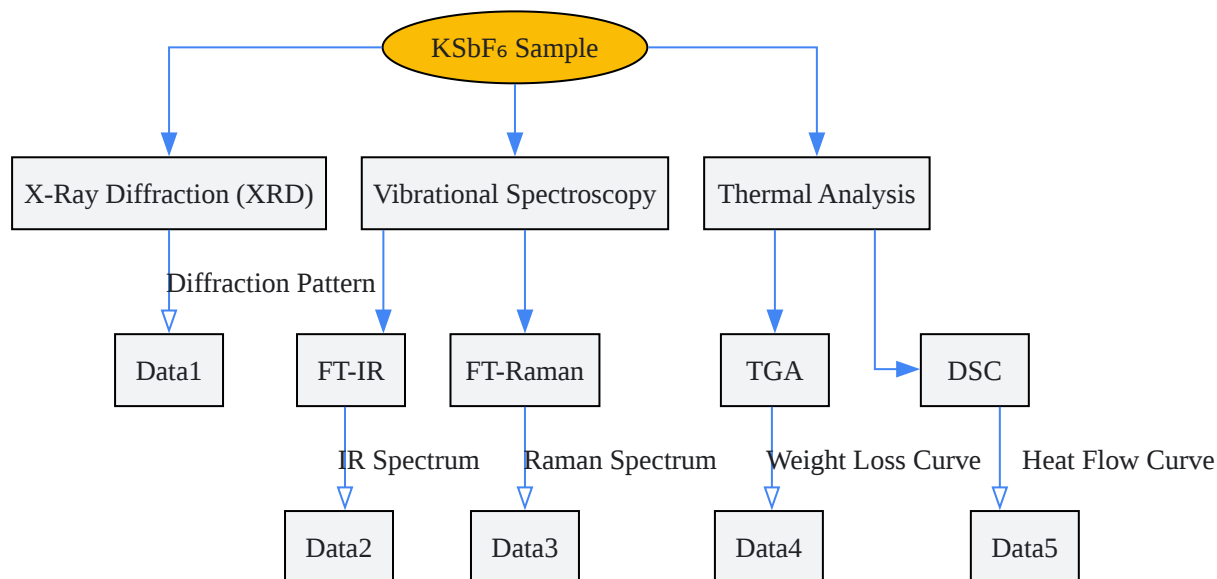 KSbF₆ Sample
X-Ray Diffraction (XRD)
Vibrational Spectroscopy
Thermal Analysis
Diffraction Pattern
Data1
FT-IR
FT-Raman
TGA
DSC
IR Spectrum
Raman Spectrum
Weight Loss Curve
Heat Flow Curve
Data2
Data3
Data4
Data5